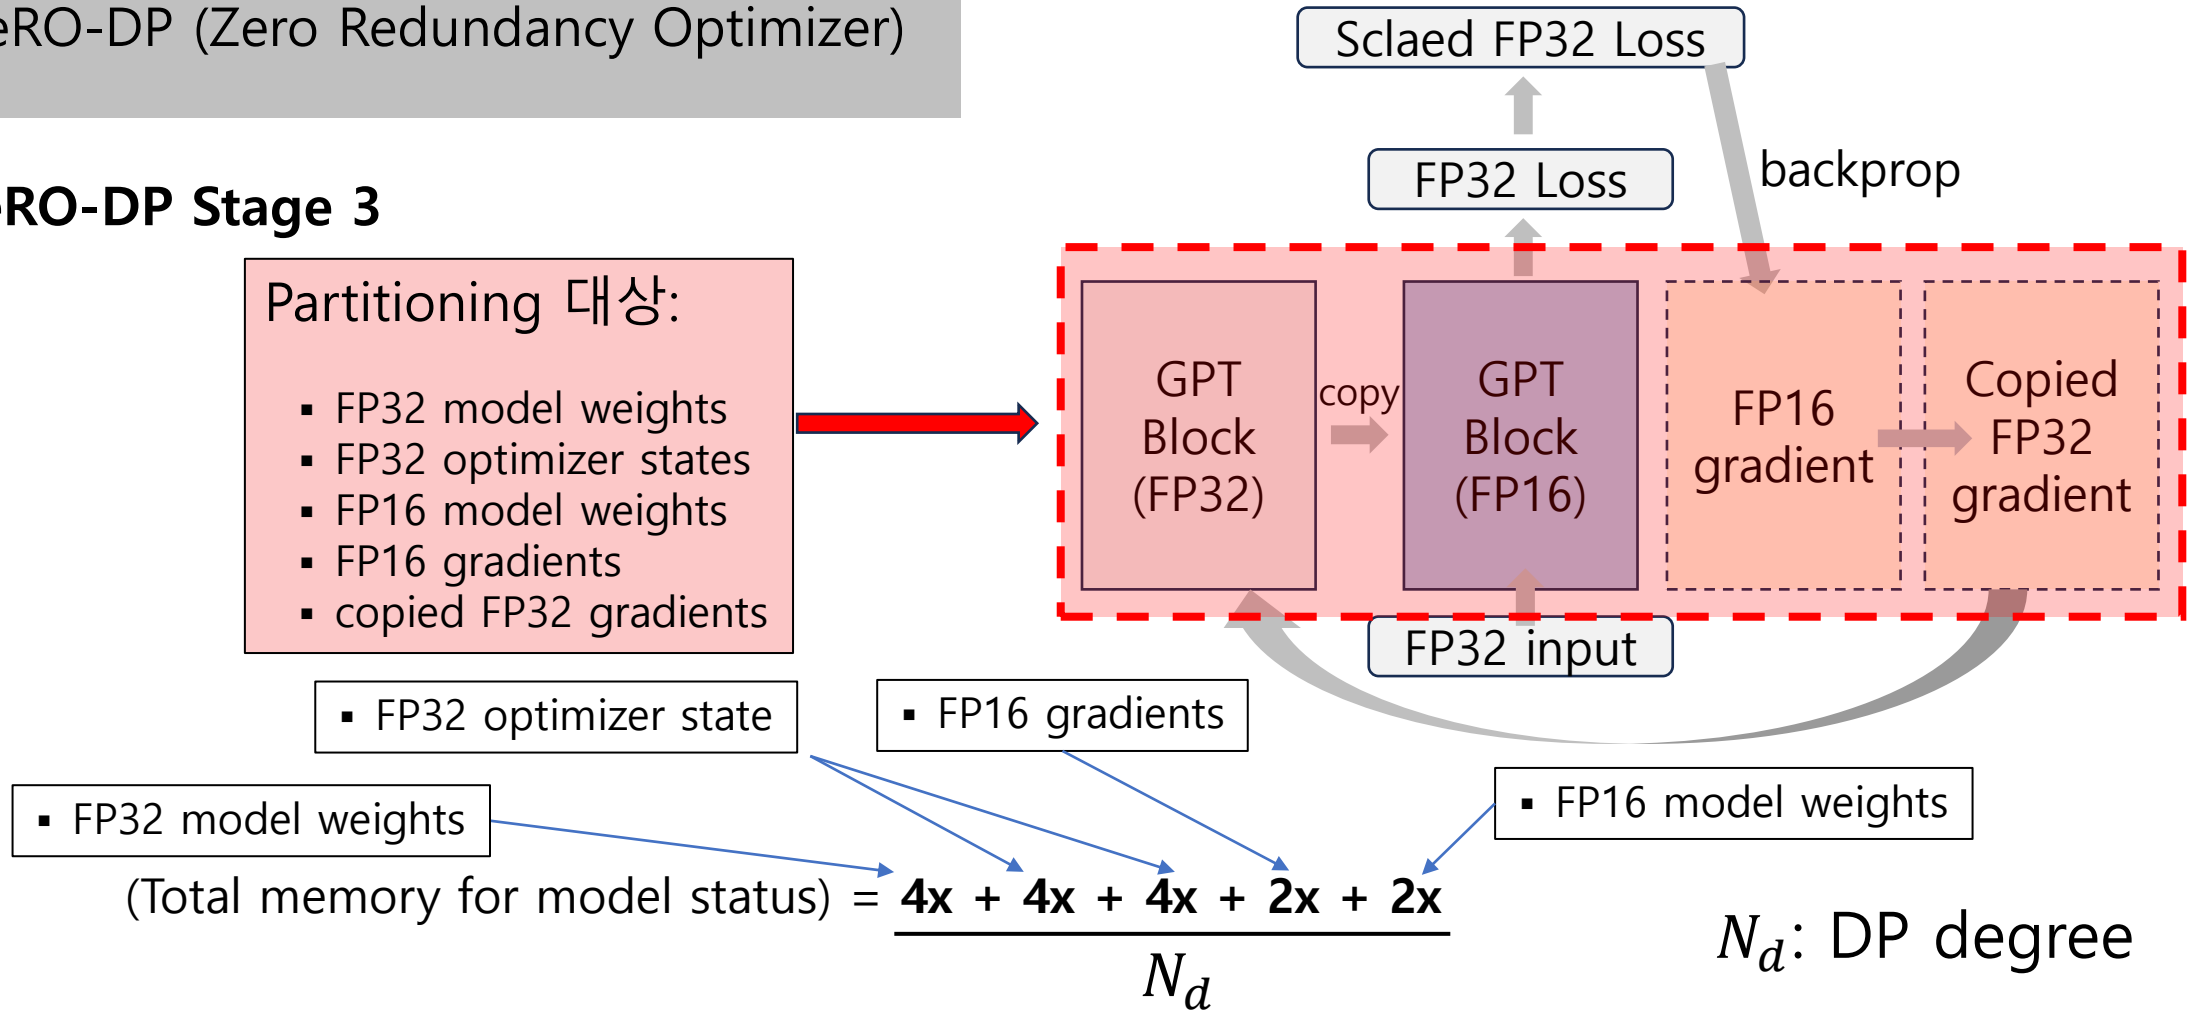 eRO-DP (Zero Redundancy Optimizer)
Sclaed FP32 Loss
FP32 Loss
backprop
eRO-DP Stage 3
Partitioning 대상:
▪ FP32 model weights
▪ FP32 optimizer states
▪ FP16 model weights
▪ FP16 gradients
▪ copied FP32 gradients
GPT
Block
(FP32)
copy
GPT
Block
(FP16)
FP16
gradient
Copied
FP32
gradient
FP32 input
▪ FP32 optimizer state
▪ FP16 gradients
▪ FP32 model weights
▪ FP16 model weights
(Total memory for model status) = 4x + 4x + 4x + 2x + 2x
N_d
N_d: DP degree